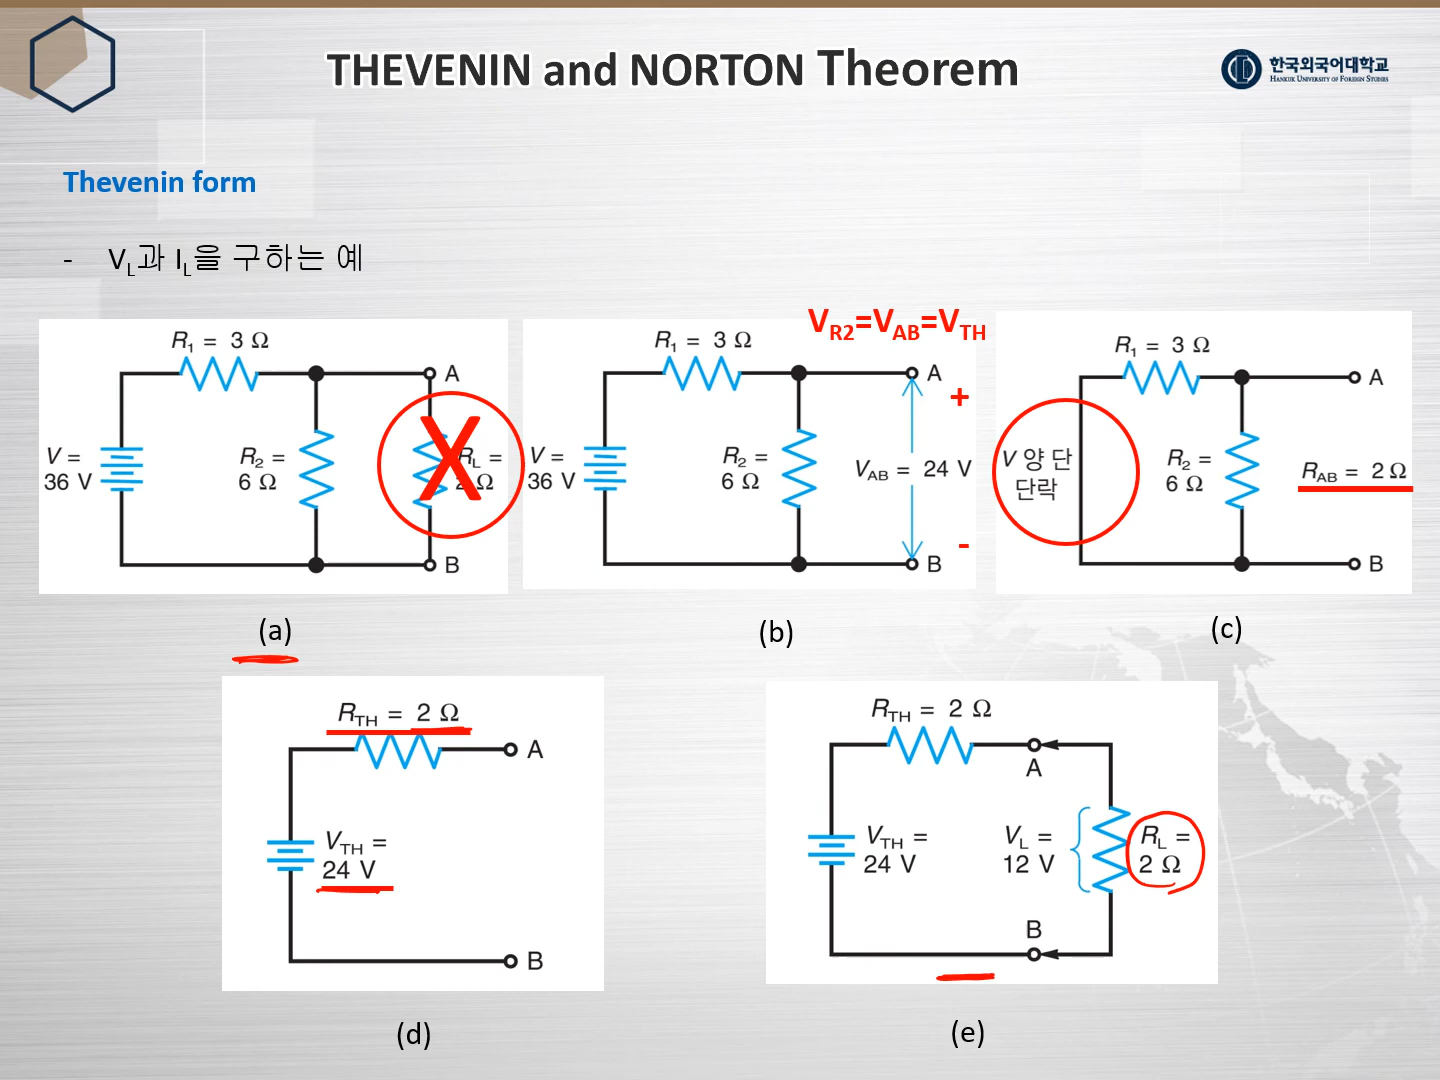 THEVENIN and NORTON Theorem
한국외국어대학교
HANKUK UNIVERSITY OF FOREIGN STUDIES
Thevenin form
- VL과 IL을 구하는 예
R1 = 3 Ω
A
V =
36 V
R2 =
6 Ω
X
RL =
B
(a)
VR2=VAB=VTH
R1 = 3 Ω
A
+
V =
36 V
R2 =
6 Ω
VAB = 24 V
-
B
(b)
R1 = 3 Ω
A
V 양 단
단락
R2 =
6 Ω
RAB = 2 Ω
B
(c)
RTH = 2 Ω
A
VTH =
24 V
B
(d)
RTH = 2 Ω
A
VTH =
24 V
VL =
12 V
RL =
2 Ω
B
(e)